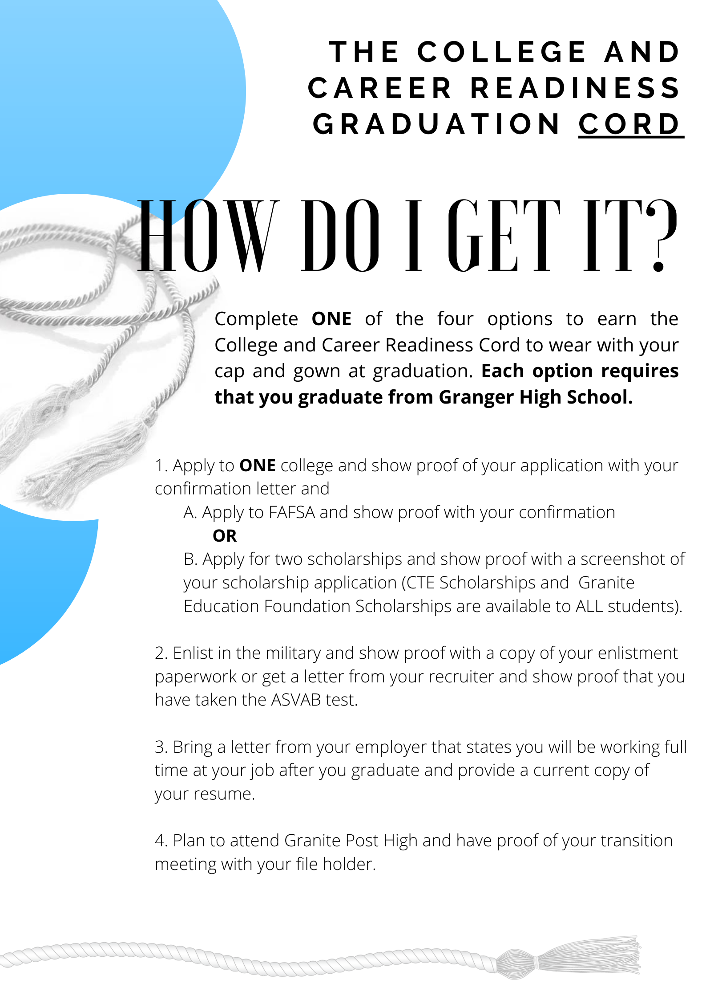 THE COLLEGE AND
CAREER READINESS
GRADUATION CORD
HOW DO I GET IT?
Complete ONE of the four options to earn the
College and Career Readiness Cord to wear with your
cap and gown at graduation. Each option requires
that you graduate from Granger High School.
1. Apply to ONE college and show proof of your application with your
confirmation letter and
A. Apply to FAFSA and show proof with your confirmation
OR
B. Apply for two scholarships and show proof with a screenshot of
your scholarship application (CTE Scholarships and Granite
Education Foundation Scholarships are available to ALL students).
2. Enlist in the military and show proof with a copy of your enlistment
paperwork or get a letter from your recruiter and show proof that you
have taken the ASVAB test.
3. Bring a letter from your employer that states you will be working full
time at your job after you graduate and provide a current copy of
your resume.
4. Plan to attend Granite Post High and have proof of your transition
meeting with your file holder.